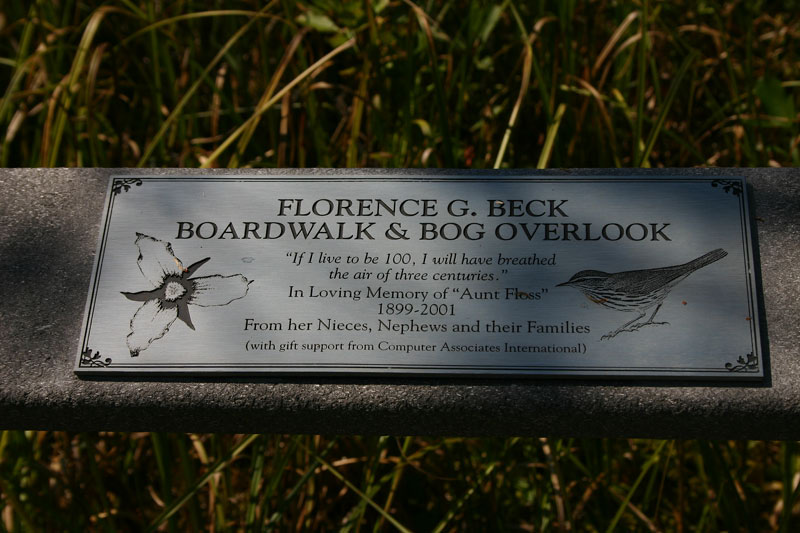 FLORENCE G. BECK
BOARDWALK & BOG OVERLOOK
"If I live to be 100, I will have breathed
the air of three centuries."
In Loving Memory of "Aunt Floss"
1899-2001
From her Nieces, Nephews and their Families
(with gift support from Computer Associates International)